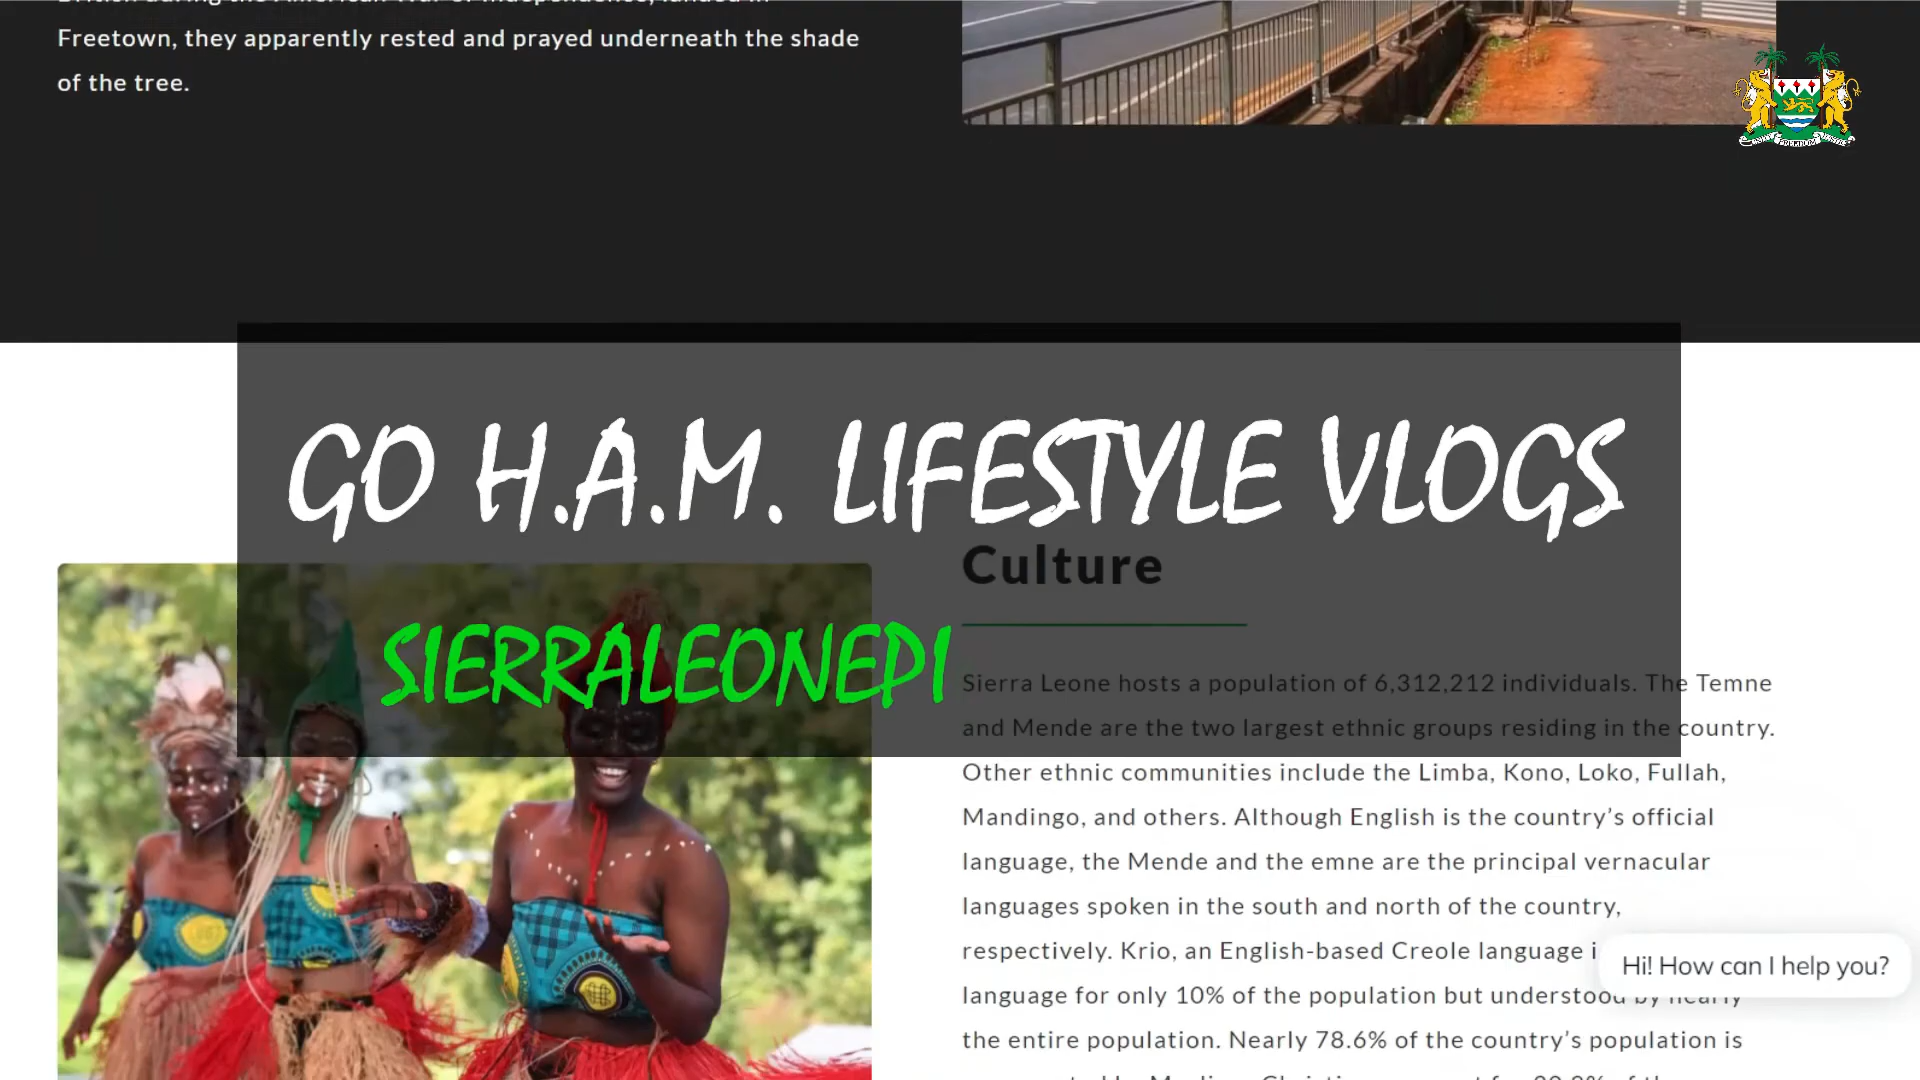 Freetown, they apparently rested and prayed underneath the shade
of the tree.
GO H.A.M. LIFESTYLE VLOGS
SIERRALEONEPI
Culture
Sierra Leone hosts a population of 6,312,212 individuals. The Temne
and Mende are the two largest ethnic groups residing in the country.
Other ethnic communities include the Limba, Kono, Loko, Fullah,
Mandingo, and others. Although English is the country’s official
language, the Mende and the emne are the principal vernacular
languages spoken in the south and north of the country,
respectively. Krio, an English-based Creole language
language for only 10% of the population but understood by nearly
the entire population. Nearly 78.6% of the country’s population is
Hi! How can I help you?